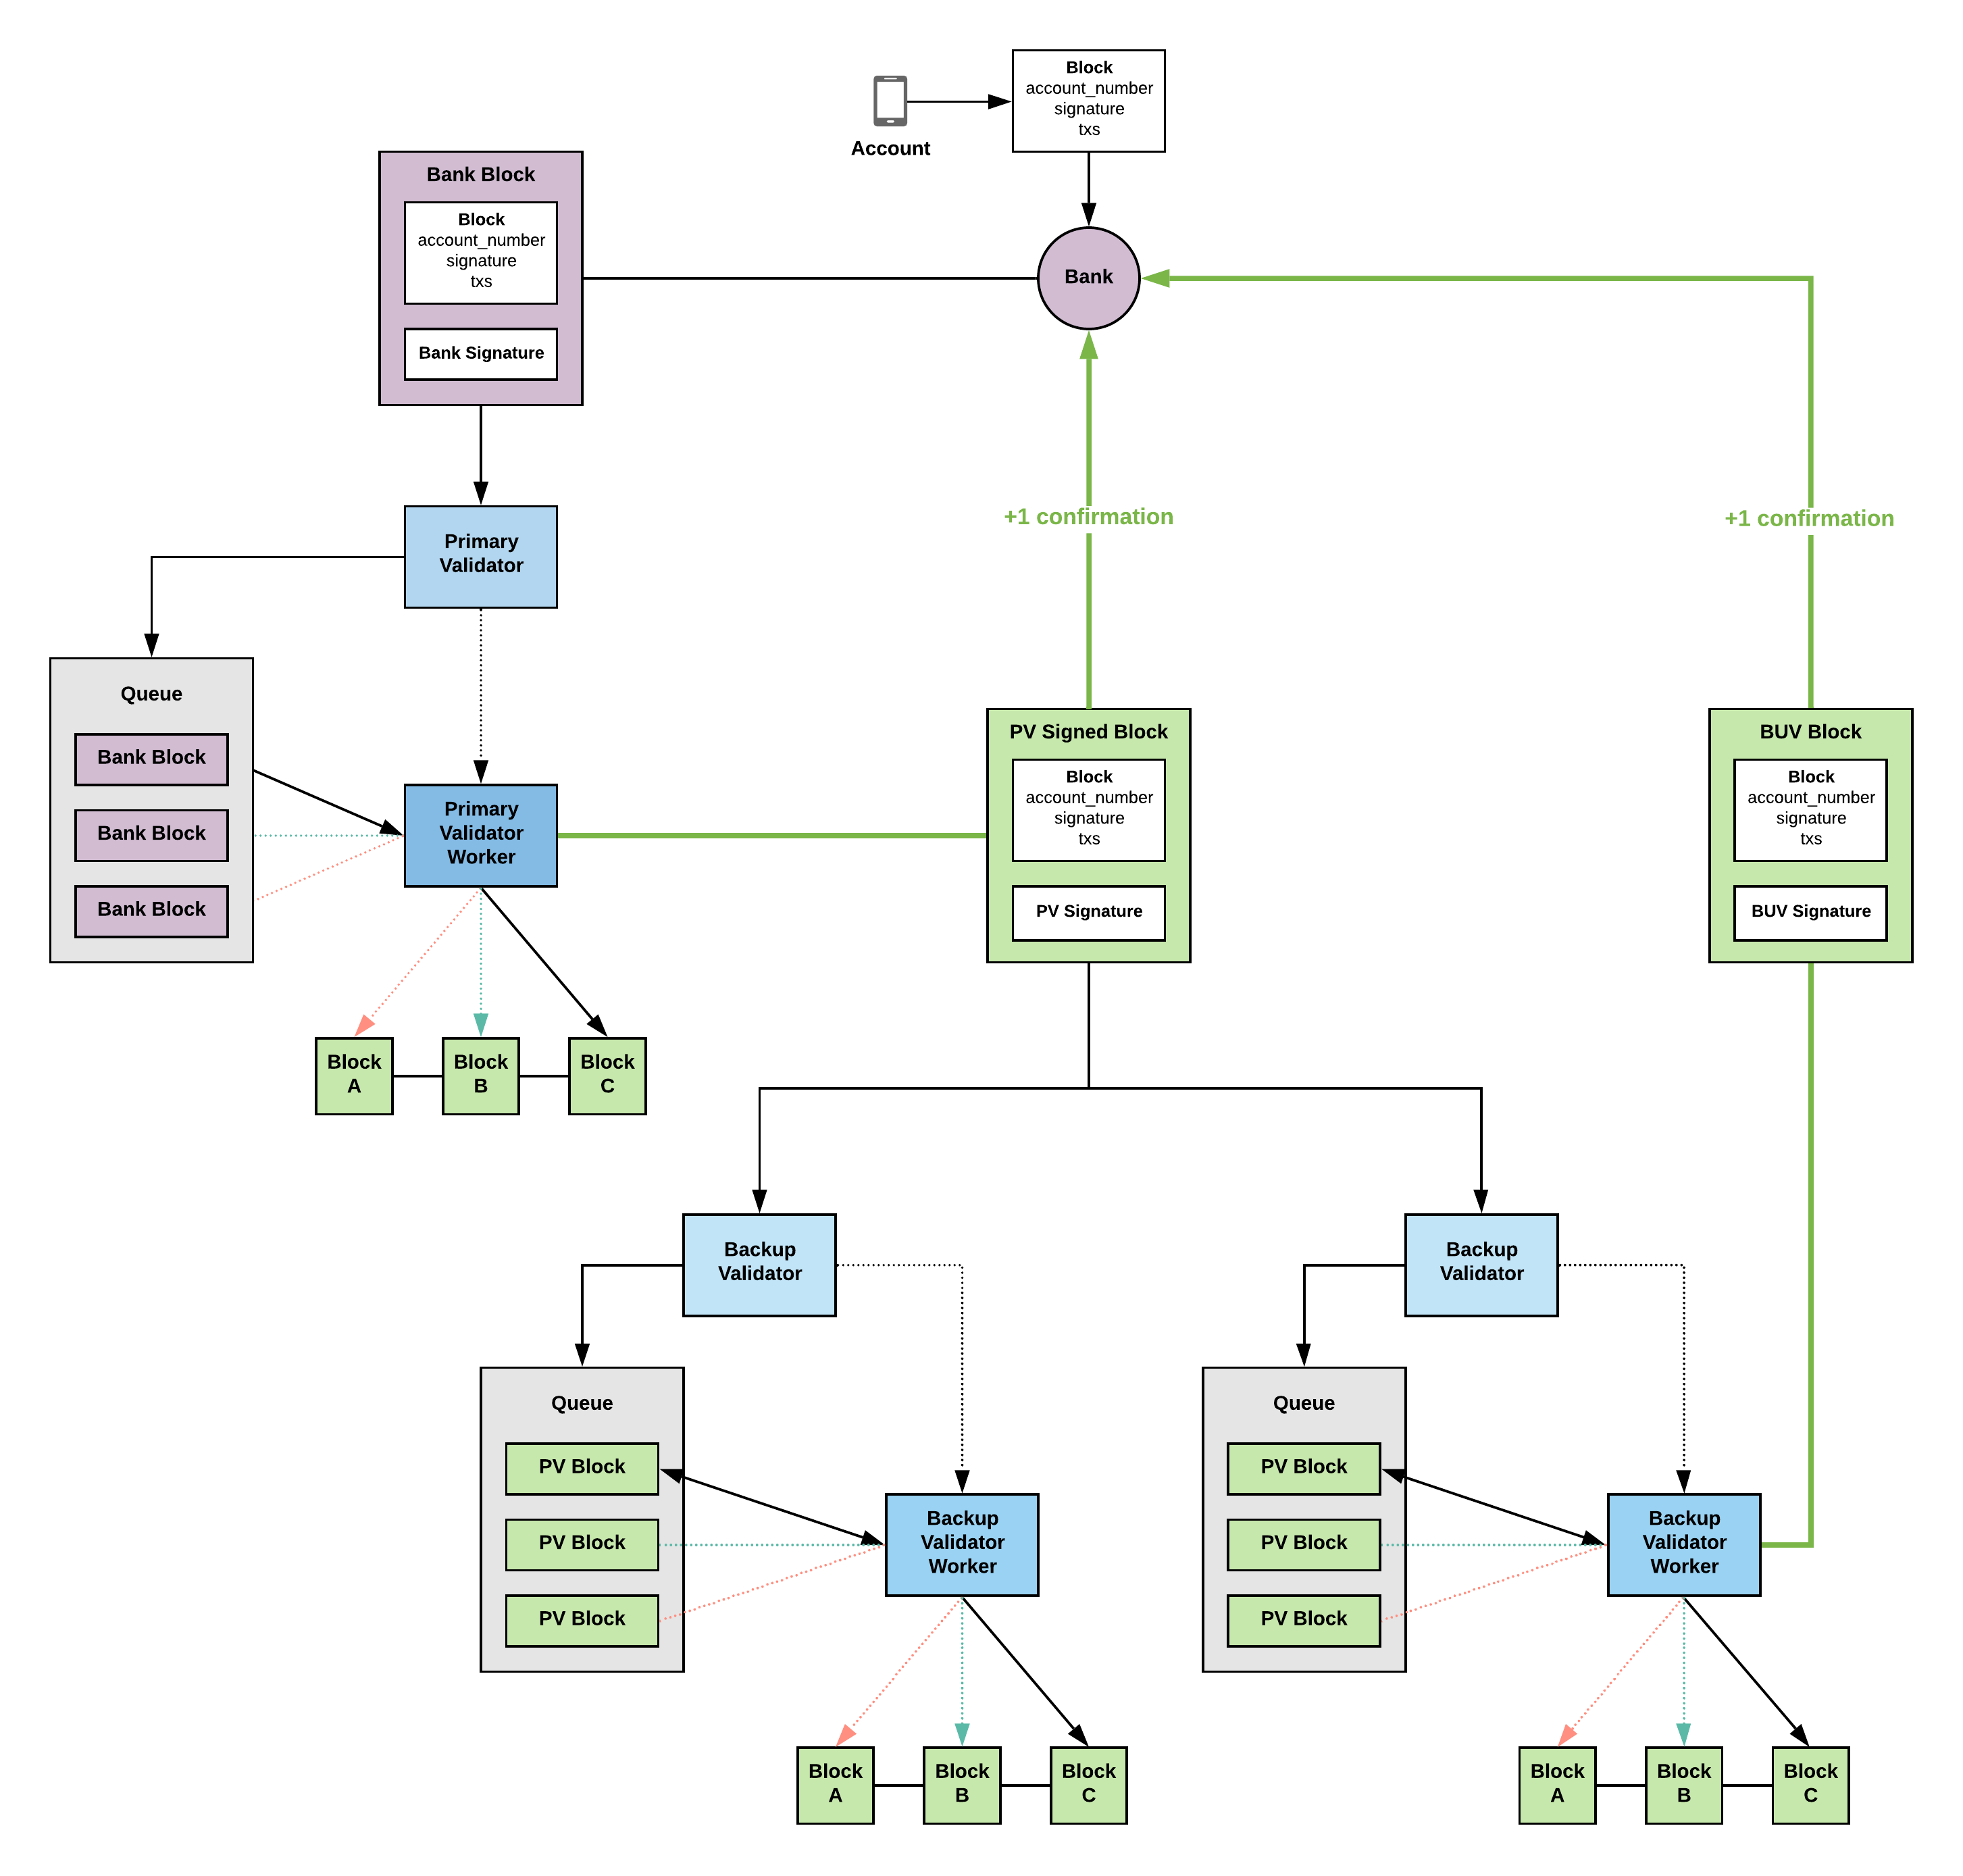 Block
account_number
signature
txs
Account
Bank Block
Block
account_number
signature
txs
Bank Signature
Bank
+1 confirmation
+1 confirmation
Primary
Validator
Queue
Bank Block
Bank Block
Bank Block
Primary
Validator
Worker
PV Signed Block
Block
account_number
signature
txs
PV Signature
BUV Block
Block
account_number
signature
txs
BUV Signature
Block
A
Block
B
Block
C
Backup
Validator
Queue
PV Block
PV Block
PV Block
Backup
Validator
Worker
Block
A
Block
B
Block
C
Backup
Validator
Queue
PV Block
PV Block
PV Block
Backup
Validator
Worker
Block
A
Block
B
Block
C